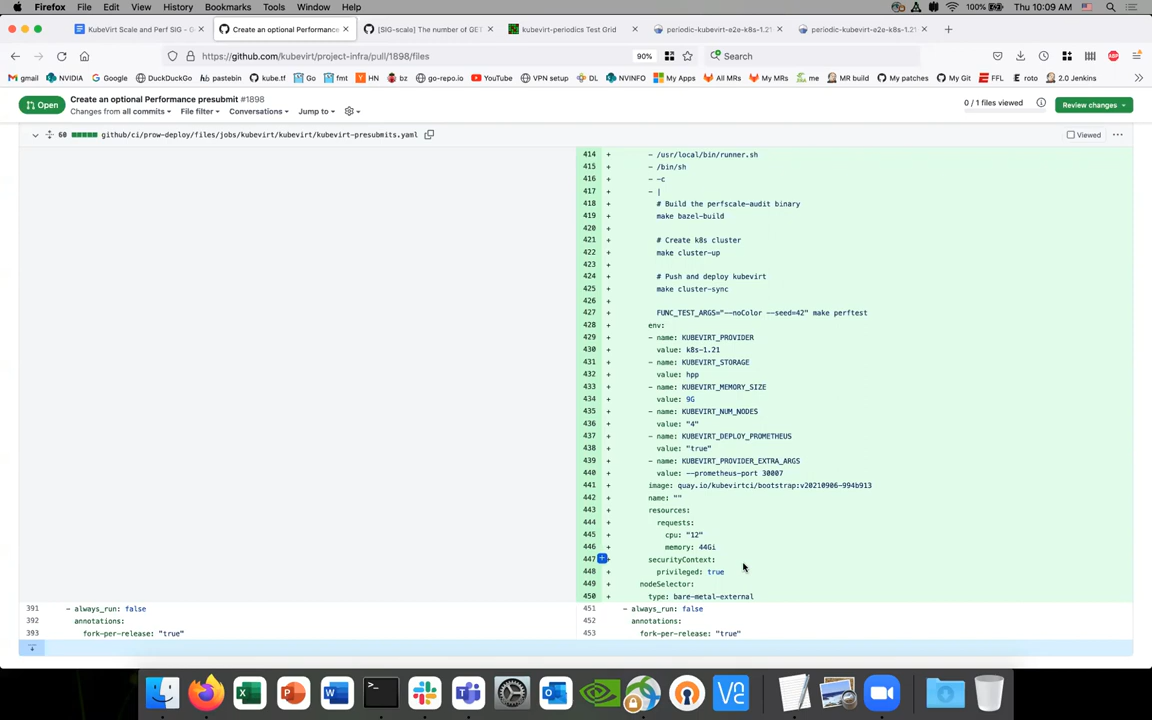 Firefox File Edit View History Bookmarks Tools Window Help 100% Thu 10:09 AM
KubeVirt Scale and Perf SIG - G
Create an optional Performance
[SIG-scale] The number of GET
kubevirt-periodics Test Grid
periodic-kubevirt-e2e-k8s-1.21
periodic-kubevirt-e2e-k8s-1.21
https://github.com/kubevirt/project-infra/pull/1898/files 90% Search
gmail NVIDIA Google DuckDuckGo pastebin kube.tf Go fmt HN go-repo.io YouTube VPN setup DL NVINFO My Apps All MRs My MRs me MR build My patches My Git FFL roto 2.0 Jenkins
Open
Create an optional Performance presubmit #1898
Changes from all commits File filter Conversations Jump to
0 / 1 files viewed
Review changes
60 github/ci/prow-deploy/files/jobs/kubevirt/kubevirt/kubevirt-presubmits.yaml
Viewed
414 + - /usr/local/bin/runner.sh
415 + - /bin/sh
416 + - -c
417 + - |
418 + # Build the perfscale-audit binary
419 + make bazel-build
420 +
421 + # Create k8s cluster
422 + make cluster-up
423 +
424 + # Push and deploy kubevirt
425 + make cluster-sync
426 +
427 + FUNC_TEST_ARGS="--noColor --seed=42" make perftest
428 + env:
429 + - name: KUBEVIRT_PROVIDER
430 + value: k8s-1.21
431 + - name: KUBEVIRT_STORAGE
432 + value: hpp
433 + - name: KUBEVIRT_MEMORY_SIZE
434 + value: 9G
435 + - name: KUBEVIRT_NUM_NODES
436 + value: "4"
437 + - name: KUBEVIRT_DEPLOY_PROMETHEUS
438 + value: "true"
439 + - name: KUBEVIRT_PROVIDER_EXTRA_ARGS
440 + value: --prometheus-port 30007
441 + image: quay.io/kubevirtci/bootstrap:v20210906-994b913
442 + name: ""
443 + resources:
444 + requests:
445 + cpu: "12"
446 + memory: 44Gi
447 + securityContext:
448 + privileged: true
449 + nodeSelector:
450 + type: bare-metal-external
391 - always_run: false 451 - always_run: false
392 annotations: 452 annotations:
393 fork-per-release: "true" 453 fork-per-release: "true"